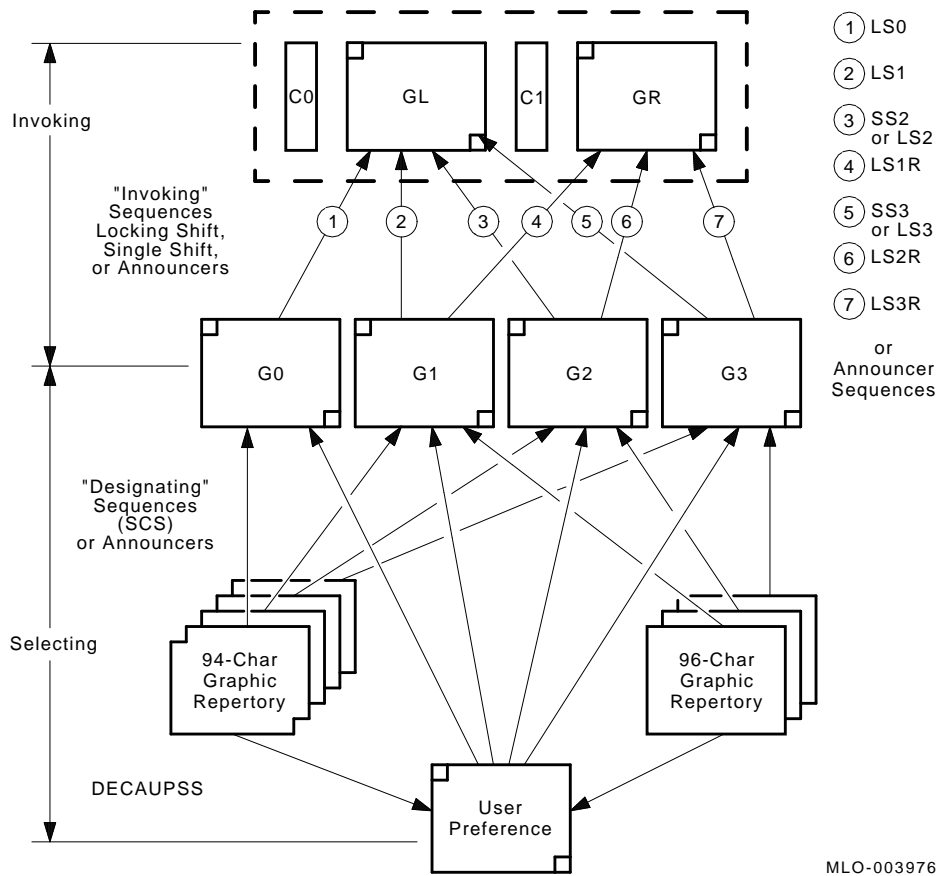 C0
GL
C1
GR
Invoking
"Invoking"
Sequences
Locking Shift,
Single Shift,
or Announcers
1
2
3
4
5
6
7
1 LS0
2 LS1
3 SS2
or LS2
4 LS1R
5 SS3
or LS3
6 LS2R
7 LS3R
or
Announcer
Sequences
G0
G1
G2
G3
"Designating"
Sequences
(SCS)
or Announcers
Selecting
94-Char
Graphic
Repertory
96-Char
Graphic
Repertory
DECAUPSS
User
Preference
MLO-003976